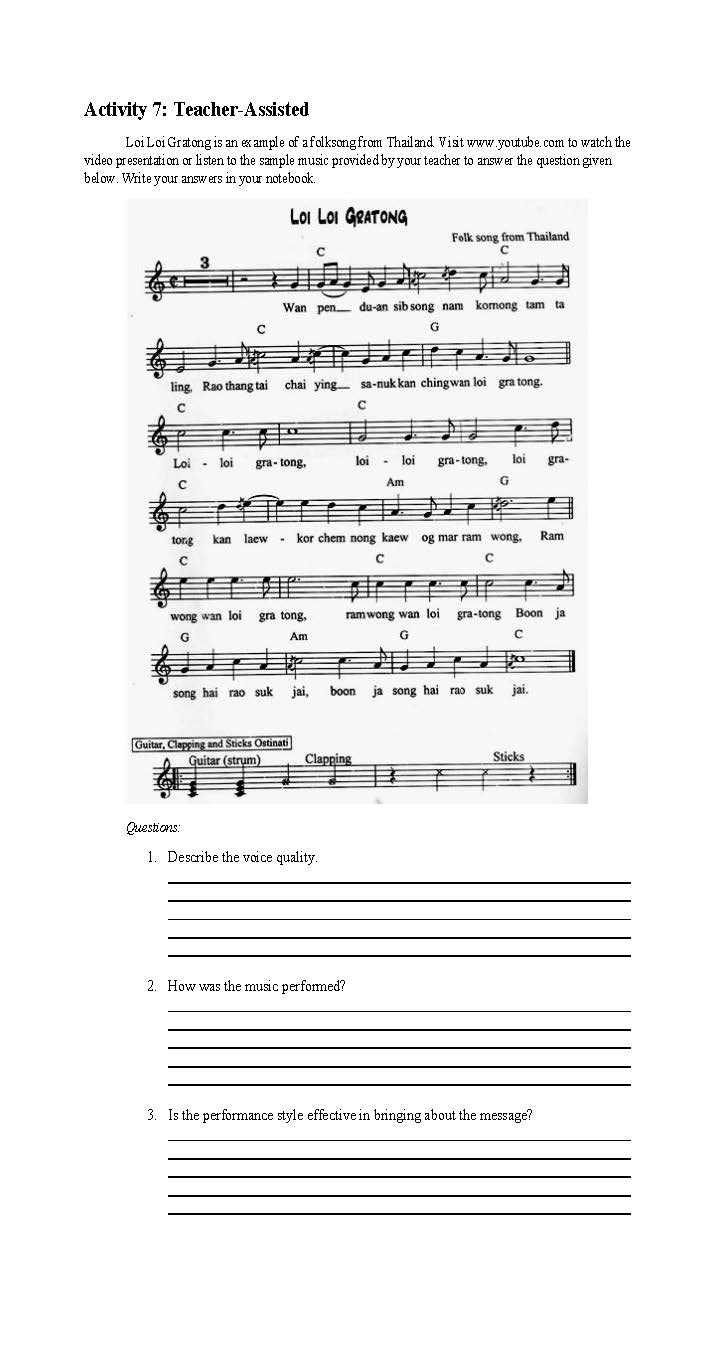 Activity 7: Teacher-Assisted
Loi Loi Gratong is an example of a folksong from Thailand. Visit www.youtube.com to watch the
video presentation or listen to the sample music provided by your teacher to answer the question given
below. Write your answers in your notebook.
LOI LOI GRATONG
Folk song from Thailand
3 C C
Wan pen__ du-an sib song nam komong tam ta
C G
ling, Rao thang tai chai ying__ sa-nuk kan ching wan loi gra tong.
C C
Loi - loi gra-tong, loi - loi gra-tong, loi gra-
C Am G
tong kan laew - kor chem nong kaew og mar ram wong, Ram
C C C
wong wan loi gra tong, ram wong wan loi gra-tong Boon ja
G Am G C
song hai rao suk jai, boon ja song hai rao suk jai.
Guitar, Clapping and Sticks Ostinati
Guitar (strum) Clapping Sticks
Questions:
1. Describe the voice quality.
2. How was the music performed?
3. Is the performance style effective in bringing about the message?